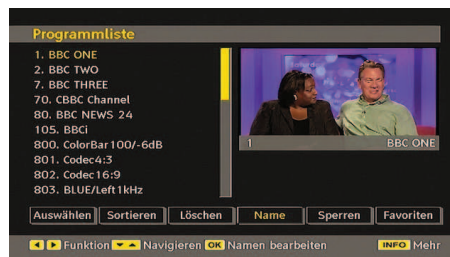 Programmliste
1. BBC ONE
2. BBC TWO
7. BBC THREE
70. CBBC Channel
80. BBC NEWS 24
105. BBCi
800. ColorBar100/-6dB
801. Codec4:3
802. Codec16:9
803. BLUE/Left1kHz
1 BBC ONE
Auswählen Sortieren Löschen Name Sperren Favoriten
Funktion Navigieren OK Namen bearbeiten INFO Mehr